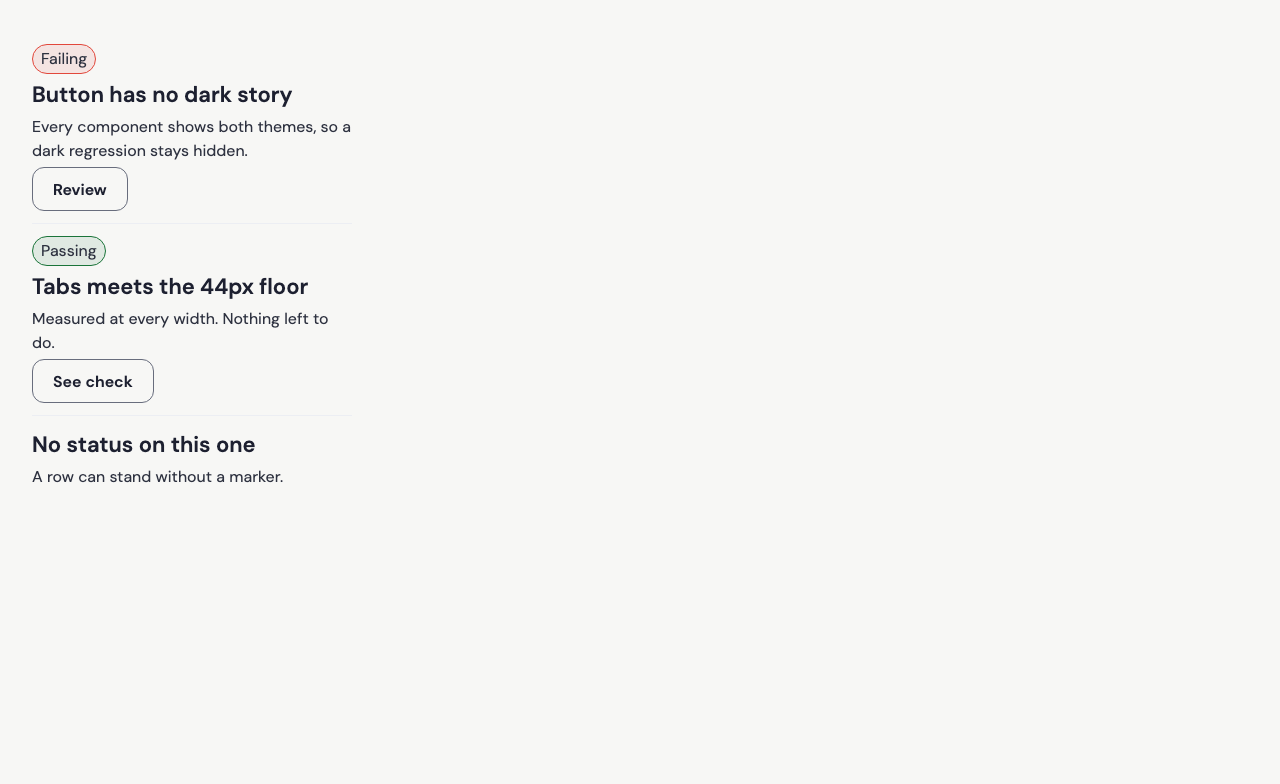 Failing
Button has no dark story
Every component shows both themes, so a
dark regression stays hidden.
Review
Passing
Tabs meets the 44px floor
Measured at every width. Nothing left to
do.
See check
No status on this one
A row can stand without a marker.